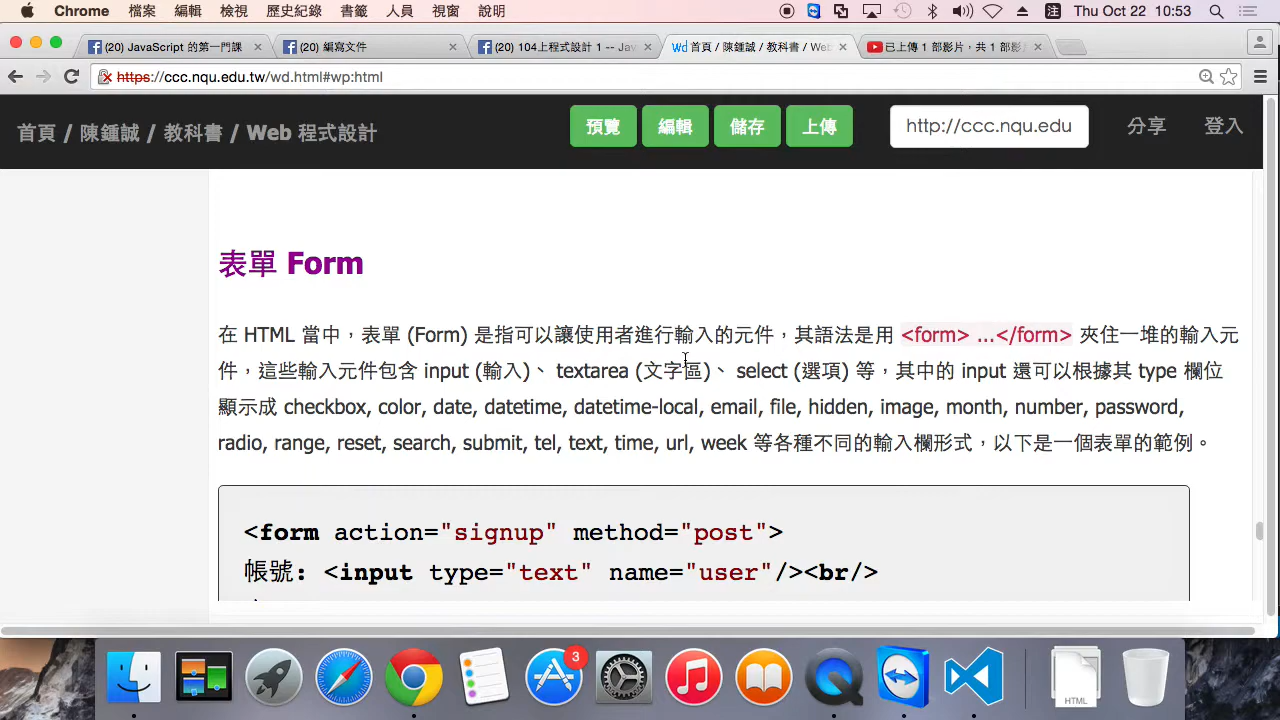 Chrome 檔案 編輯 檢視 歷史紀錄 書籤 人員 視窗 說明 注 Thu Oct 22 10:53
(20) JavaScript 的第一門課 (20) 編寫文件 (20) 104上程式設計 1 -- Jav Wd 首頁 / 陳鍾誠 / 教科書 / Web 已上傳 1 部影片，共 1 部影
https://ccc.nqu.edu.tw/wd.html#wp:html
首頁 / 陳鍾誠 / 教科書 / Web 程式設計 預覽 編輯 儲存 上傳 http://ccc.nqu.edu 分享 登入
表單 Form
在 HTML 當中，表單 (Form) 是指可以讓使用者進行輸入的元件，其語法是用 <form> ...</form> 夾住一堆的輸入元
件，這些輸入元件包含 input (輸入)、 textarea (文字區)、 select (選項) 等，其中的 input 還可以根據其 type 欄位
顯示成 checkbox, color, date, datetime, datetime-local, email, file, hidden, image, month, number, password,
radio, range, reset, search, submit, tel, text, time, url, week 等各種不同的輸入欄形式，以下是一個表單的範例。
<form action="signup" method="post">
帳號: <input type="text" name="user"/><br/>
3
HTML